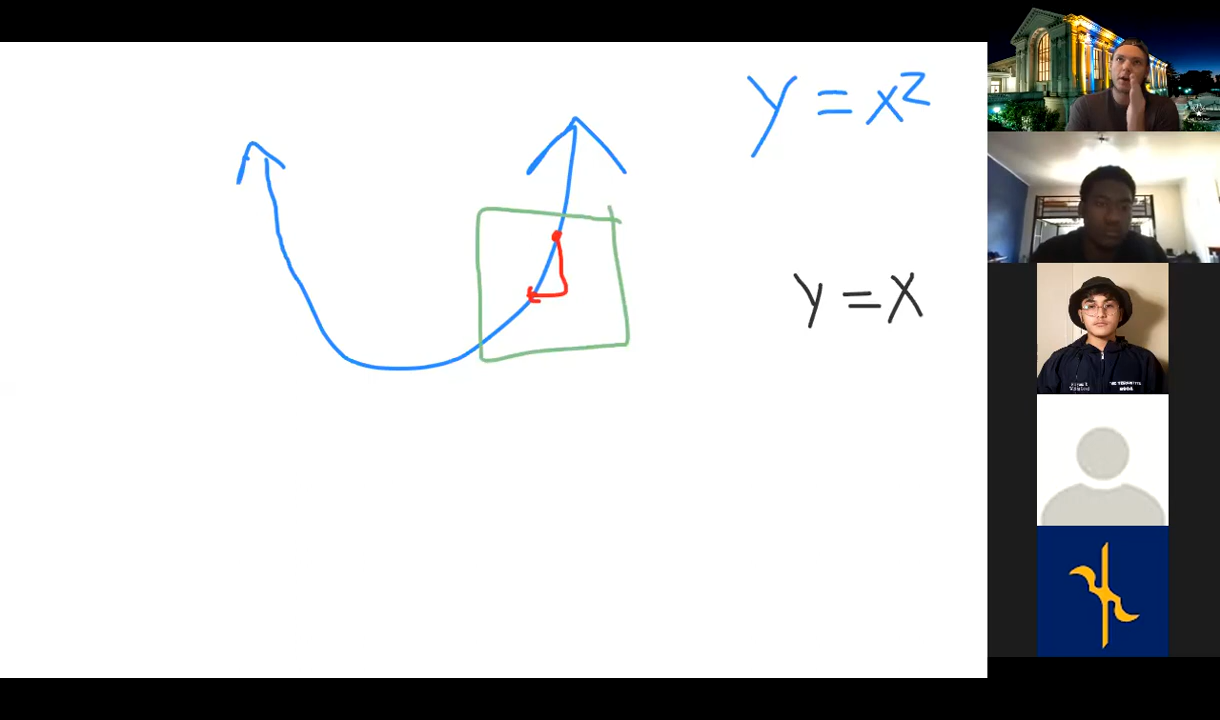 y = x²
y = x